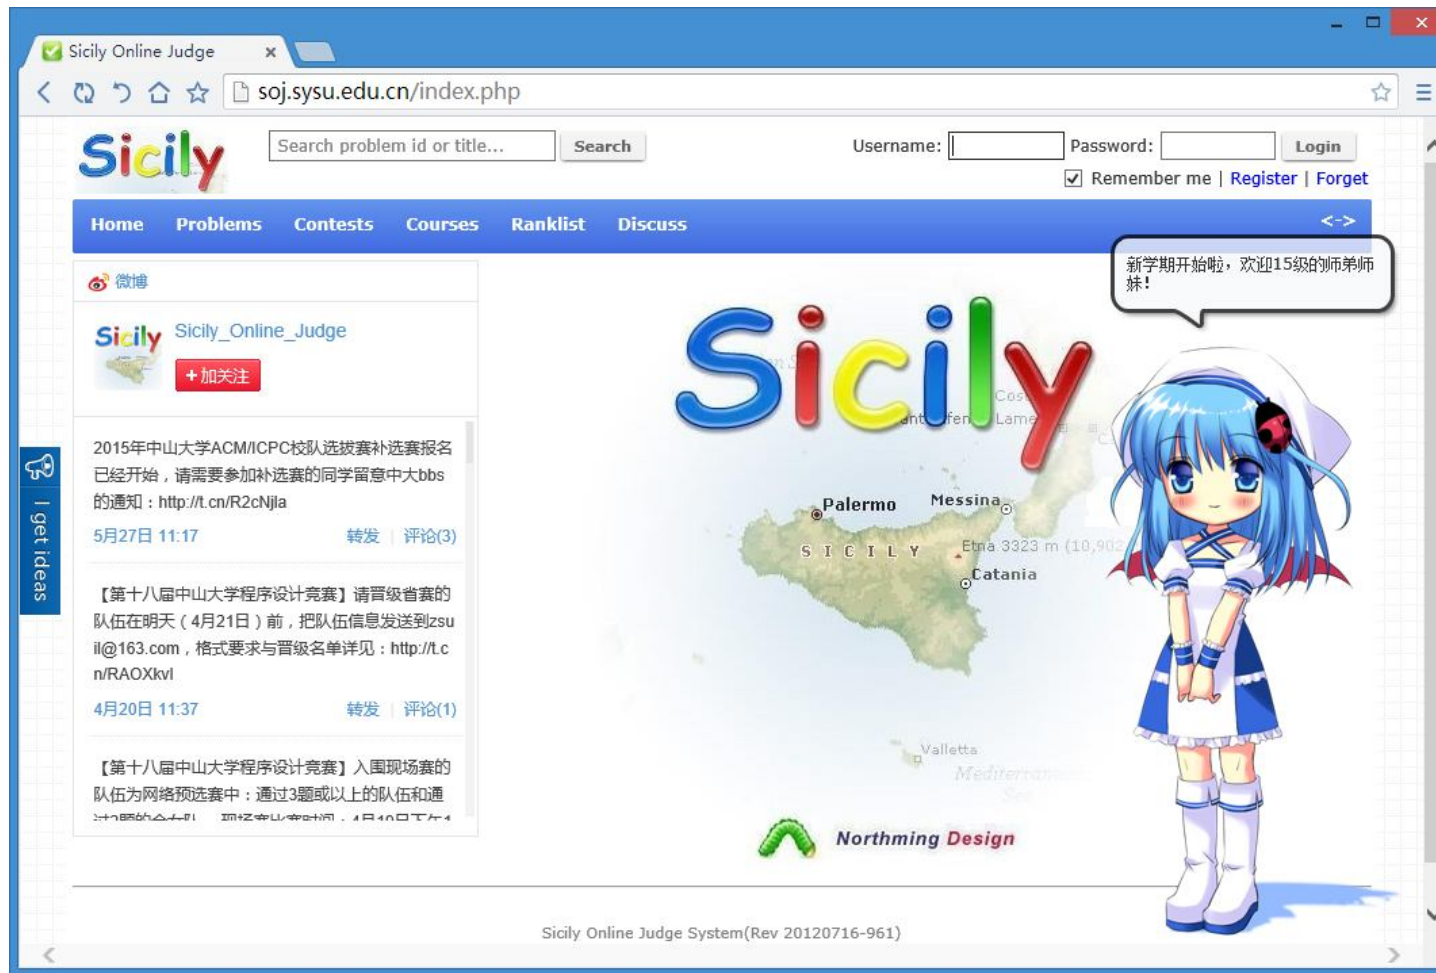 Sicily Online Judge
soj.sysu.edu.cn/index.php
Sicily
Search problem id or title...
Search
Username:
Password:
Login
Remember me | Register | Forget
Home Problems Contests Courses Ranklist Discuss
<->
新学期开始啦，欢迎15级的师弟师
妹!
微博
Sicily
Sicily_Online_Judge
+加关注
2015年中山大学ACM/ICPC校队选拔赛补选赛报名
已经开始，请需要参加补选赛的同学留意中大bbs
的通知：http://t.cn/R2cNjla
5月27日 11:17 转发 | 评论(3)
【第十八届中山大学程序设计竞赛】请晋级省赛的
队伍在明天（4月21日）前，把队伍信息发送到zsu
il@163.com，格式要求与晋级名单详见：http://t.c
n/RAOXkvl
4月20日 11:37 转发 | 评论(1)
【第十八届中山大学程序设计竞赛】入围现场赛的
队伍为网络预选赛中：通过3题或以上的队伍和通
I get ideas
Sicily
Palermo
Messina
SICILY
Etna 3323 m (10,902
Catania
Valletta
Northming Design
Sicily Online Judge System(Rev 20120716-961)